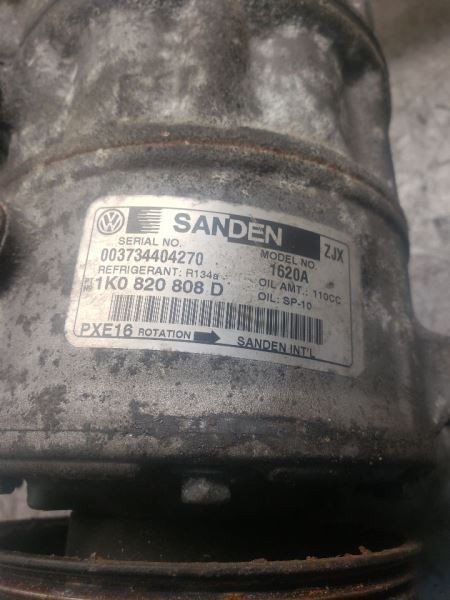 SANDEN
ZJX
SERIAL NO. MODEL NO.
003734404270 1620A
REFRIGERANT: R134a OIL AMT.: 110CC
1K0 820 808 D OIL: SP-10
PXE16 ROTATION SANDEN INT'L